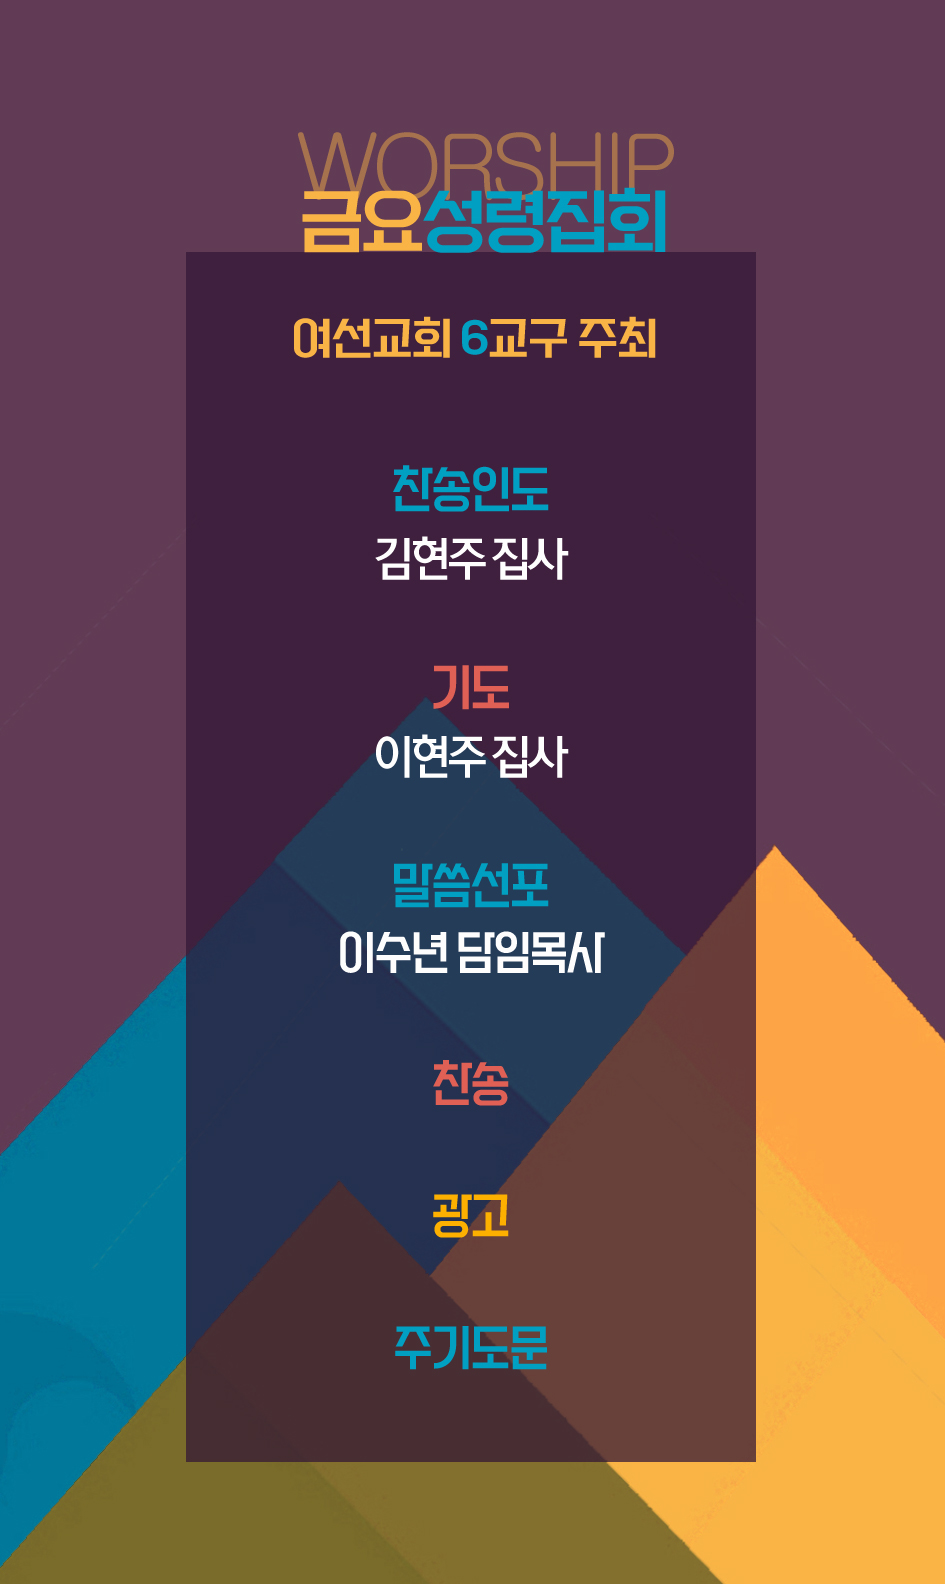 WORSHIP
금요성령집회
여선교회 6교구 주최
찬송인도
김현주 집사
기도
이현주 집사
말씀선포
이수년 담임목사
찬송
광고
주기도문